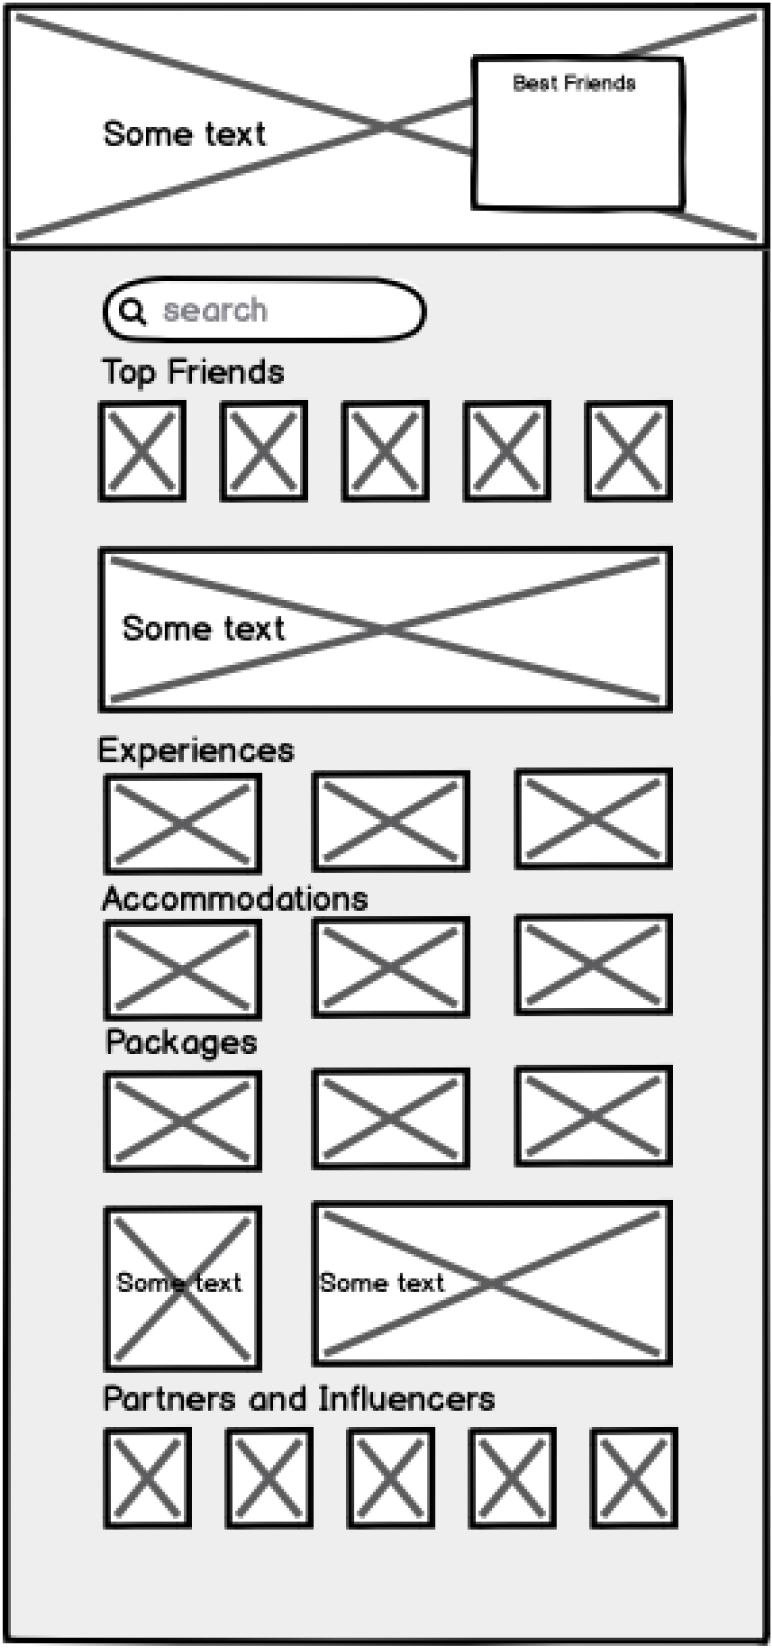 Best Friends
Some text
search
Top Friends
Some text
Experiences
Accommodations
Packages
Some text
Some text
Partners and Influencers